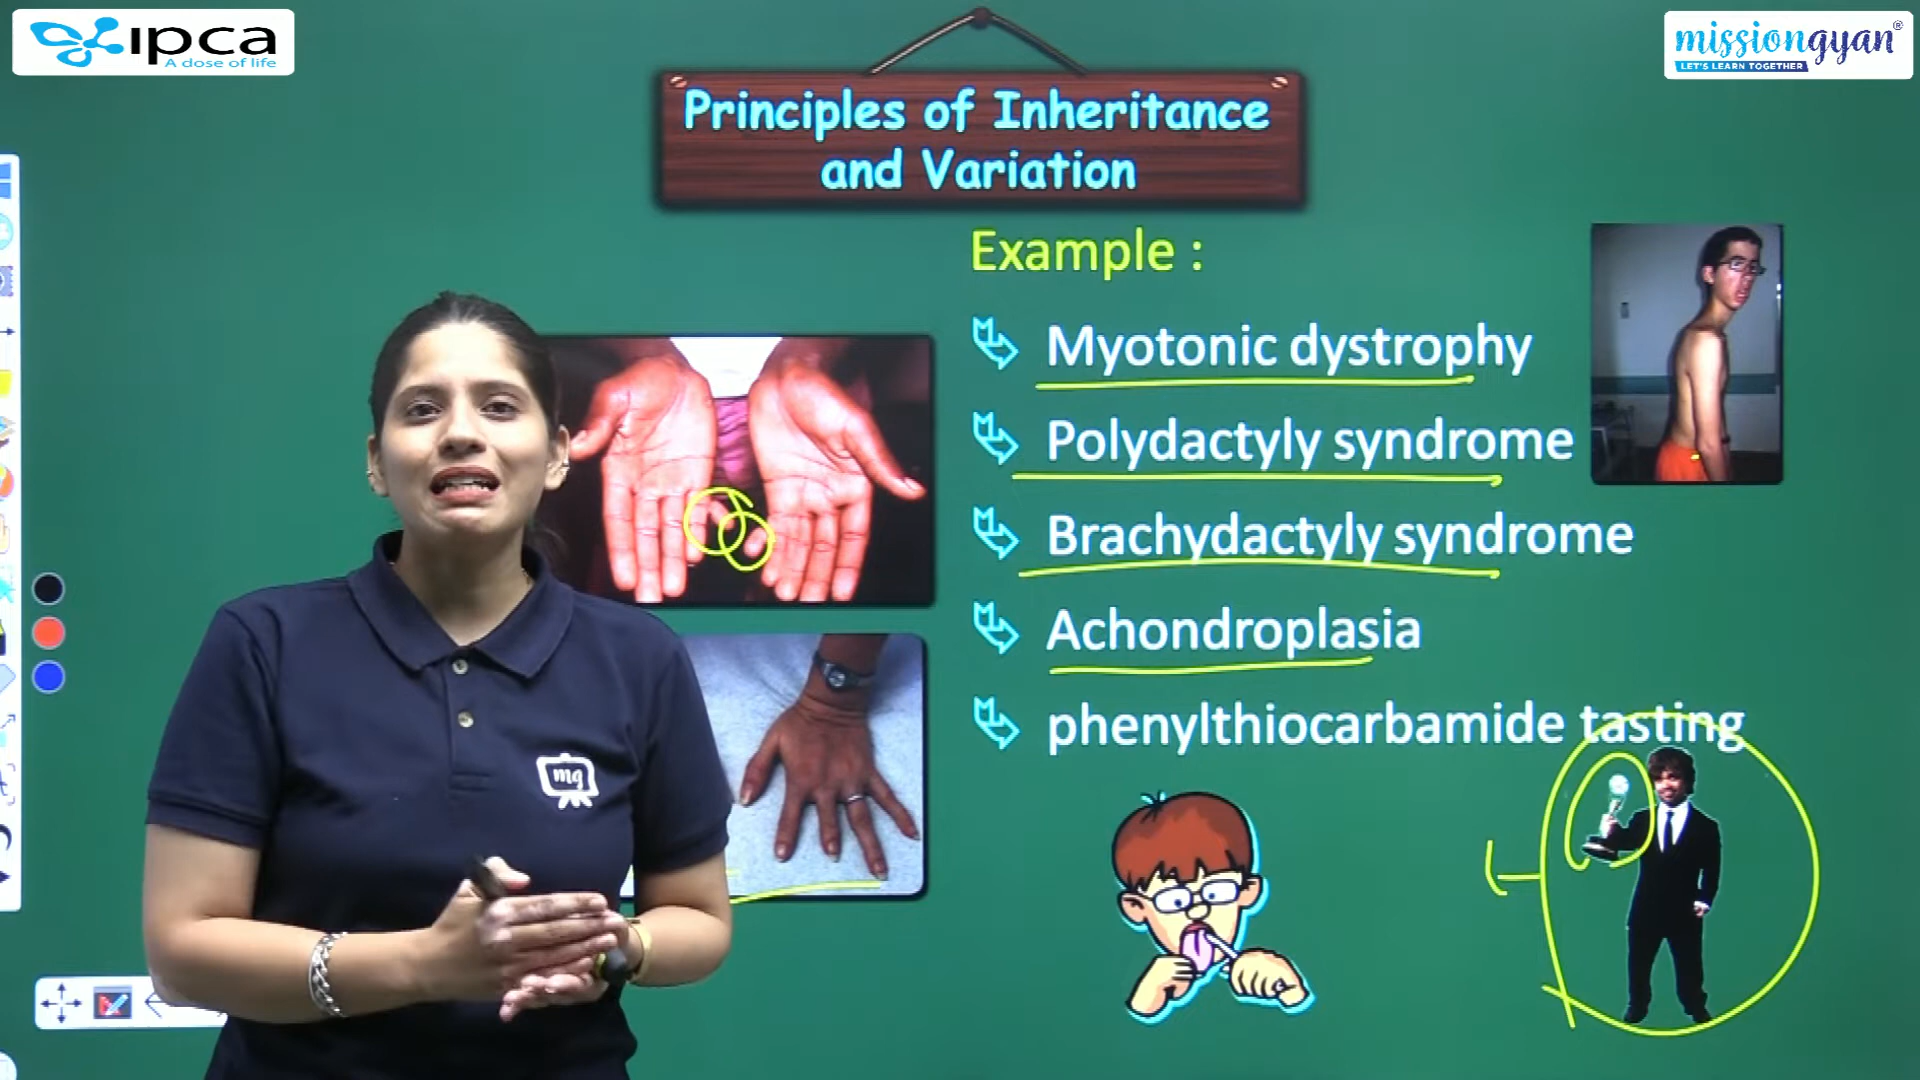 ipca
A dose of life
missiongyan®
LET'S LEARN TOGETHER
Principles of Inheritance
and Variation
Example :
Myotonic dystrophy
Polydactyly syndrome
Brachydactyly syndrome
Achondroplasia
phenylthiocarbamide tasting
mg